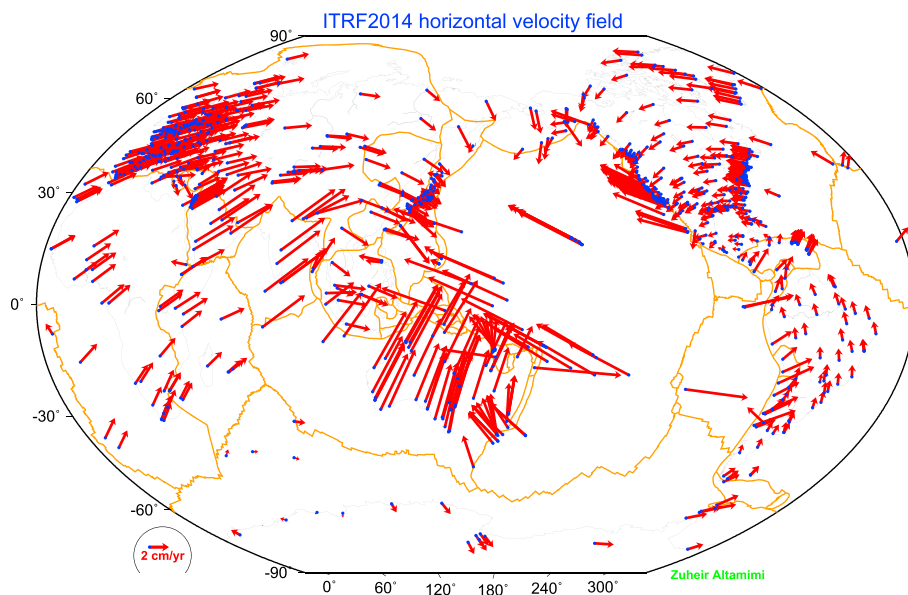 ITRF2014 horizontal velocity field
90˚
60˚
30˚
0˚
-30˚
-60˚
-90˚
2 cm/yr
0˚ 60˚ 120˚ 180˚ 240˚ 300˚
Zuheir Altamimi